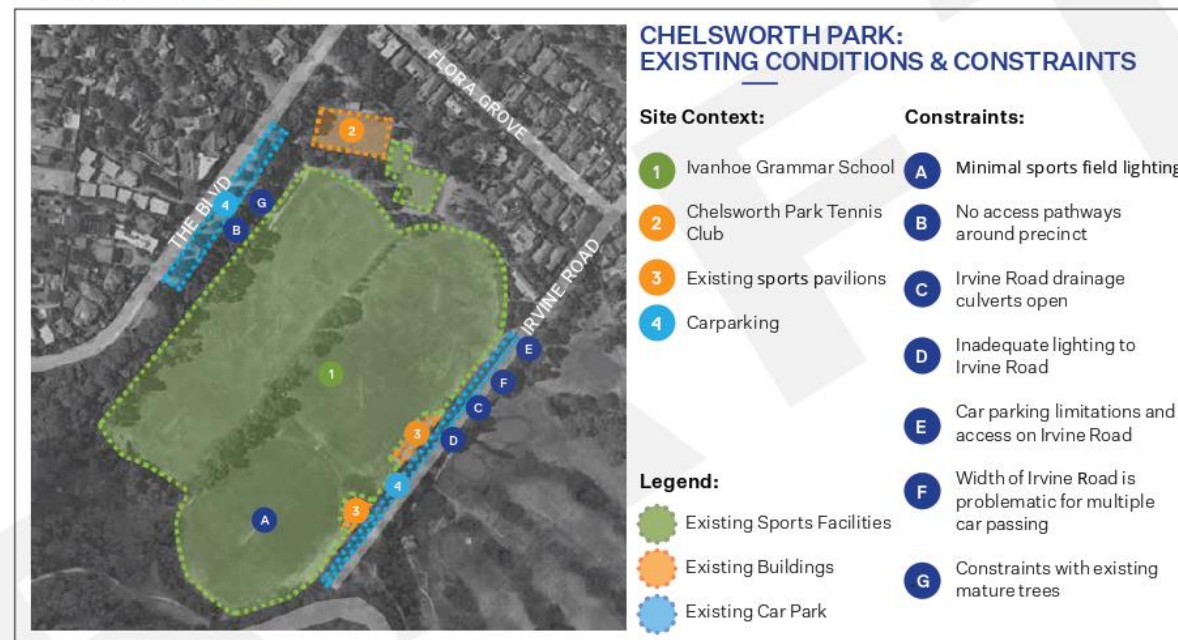 CHELSWORTH PARK:
EXISTING CONDITIONS & CONSTRAINTS
Site Context:
1 Ivanhoe Grammar School
2 Chelsworth Park Tennis
Club
3 Existing sports pavilions
4 Carparking
Constraints:
A Minimal sports field lighting
B No access pathways
around precinct
C Irvine Road drainage
culverts open
D Inadequate lighting to
Irvine Road
E Car parking limitations and
access on Irvine Road
F Width of Irvine Road is
problematic for multiple
car passing
G Constraints with existing
mature trees
Legend:
Existing Sports Facilities
Existing Buildings
Existing Car Park
FLORA GROVE
THE BLVD
IRVINE ROAD
2
4
G
B
1
E
F
C
3
D
4
3
A